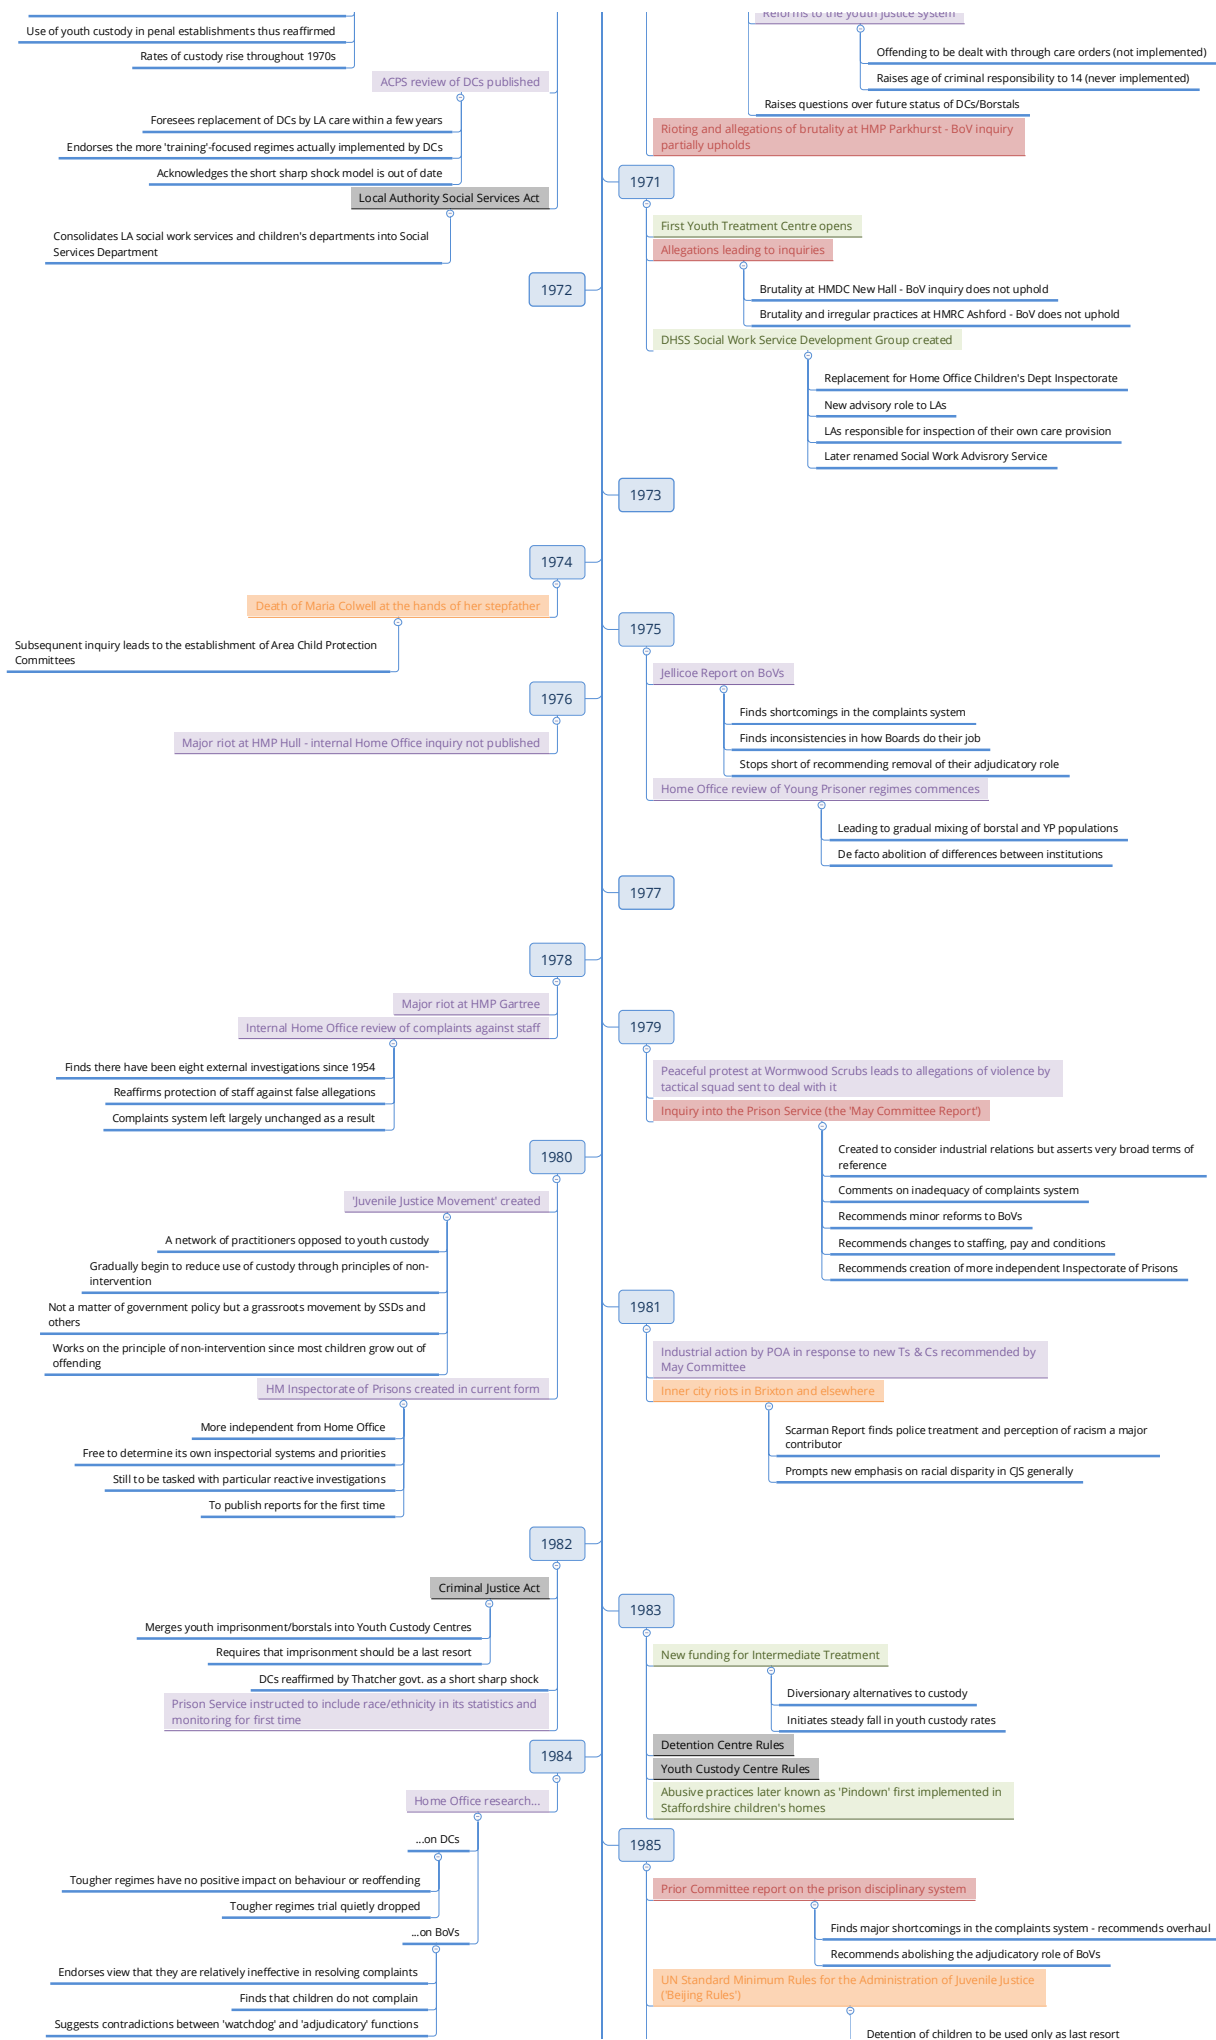 Use of youth custody in penal establishments thus reaffirmed
Rates of custody rise throughout 1970s
ACPS review of DCs published
Foresees replacement of DCs by LA care within a few years
Endorses the more 'training'-focused regimes actually implemented by DCs
Acknowledges the short sharp shock model is out of date
Local Authority Social Services Act
Consolidates LA social work services and children's departments into Social
Services Department
Reforms to the youth justice system
Offending to be dealt with through care orders (not implemented)
Raises age of criminal responsibility to 14 (never implemented)
Raises questions over future status of DCs/Borstals
Rioting and allegations of brutality at HMP Parkhurst - BoV inquiry
partially upholds
1971
First Youth Treatment Centre opens
Allegations leading to inquiries
Brutality at HMDC New Hall - BoV inquiry does not uphold
Brutality and irregular practices at HMRC Ashford - BoV does not uphold
DHSS Social Work Service Development Group created
Replacement for Home Office Children's Dept Inspectorate
New advisory role to LAs
LAs responsible for inspection of their own care provision
Later renamed Social Work Advisrory Service
1972
1973
1974
Death of Maria Colwell at the hands of her stepfather
Subsequnent inquiry leads to the establishment of Area Child Protection
Committees
1975
Jellicoe Report on BoVs
Finds shortcomings in the complaints system
Finds inconsistencies in how Boards do their job
Stops short of recommending removal of their adjudicatory role
Home Office review of Young Prisoner regimes commences
Leading to gradual mixing of borstal and YP populations
De facto abolition of differences between institutions
1976
Major riot at HMP Hull - internal Home Office inquiry not published
1977
1978
Major riot at HMP Gartree
Internal Home Office review of complaints against staff
Finds there have been eight external investigations since 1954
Reaffirms protection of staff against false allegations
Complaints system left largely unchanged as a result
1979
Peaceful protest at Wormwood Scrubs leads to allegations of violence by
tactical squad sent to deal with it
Inquiry into the Prison Service (the 'May Committee Report')
Created to consider industrial relations but asserts very broad terms of
reference
Comments on inadequacy of complaints system
Recommends minor reforms to BoVs
Recommends changes to staffing, pay and conditions
Recommends creation of more independent Inspectorate of Prisons
1980
'Juvenile Justice Movement' created
A network of practitioners opposed to youth custody
Gradually begin to reduce use of custody through principles of non-
intervention
Not a matter of government policy but a grassroots movement by SSDs and
others
Works on the principle of non-intervention since most children grow out of
offending
HM Inspectorate of Prisons created in current form
More independent from Home Office
Free to determine its own inspectorial systems and priorities
Still to be tasked with particular reactive investigations
To publish reports for the first time
1981
Industrial action by POA in response to new Ts & Cs recommended by
May Committee
Inner city riots in Brixton and elsewhere
Scarman Report finds police treatment and perception of racism a major
contributor
Prompts new emphasis on racial disparity in CJS generally
1982
Criminal Justice Act
Merges youth imprisonment/borstals into Youth Custody Centres
Requires that imprisonment should be a last resort
DCs reaffirmed by Thatcher govt. as a short sharp shock
Prison Service instructed to include race/ethnicity in its statistics and
monitoring for first time
1983
New funding for Intermediate Treatment
Diversionary alternatives to custody
Initiates steady fall in youth custody rates
Detention Centre Rules
Youth Custody Centre Rules
Abusive practices later known as 'Pindown' first implemented in
Staffordshire children's homes
1984
Home Office research...
...on DCs
Tougher regimes have no positive impact on behaviour or reoffending
Tougher regimes trial quietly dropped
...on BoVs
Endorses view that they are relatively ineffective in resolving complaints
Finds that children do not complain
Suggests contradictions between 'watchdog' and 'adjudicatory' functions
1985
Prior Committee report on the prison disciplinary system
Finds major shortcomings in the complaints system - recommends overhaul
Recommends abolishing the adjudicatory role of BoVs
UN Standard Minimum Rules for the Administration of Juvenile Justice
('Beijing Rules')
Detention of children to be used only as last resort